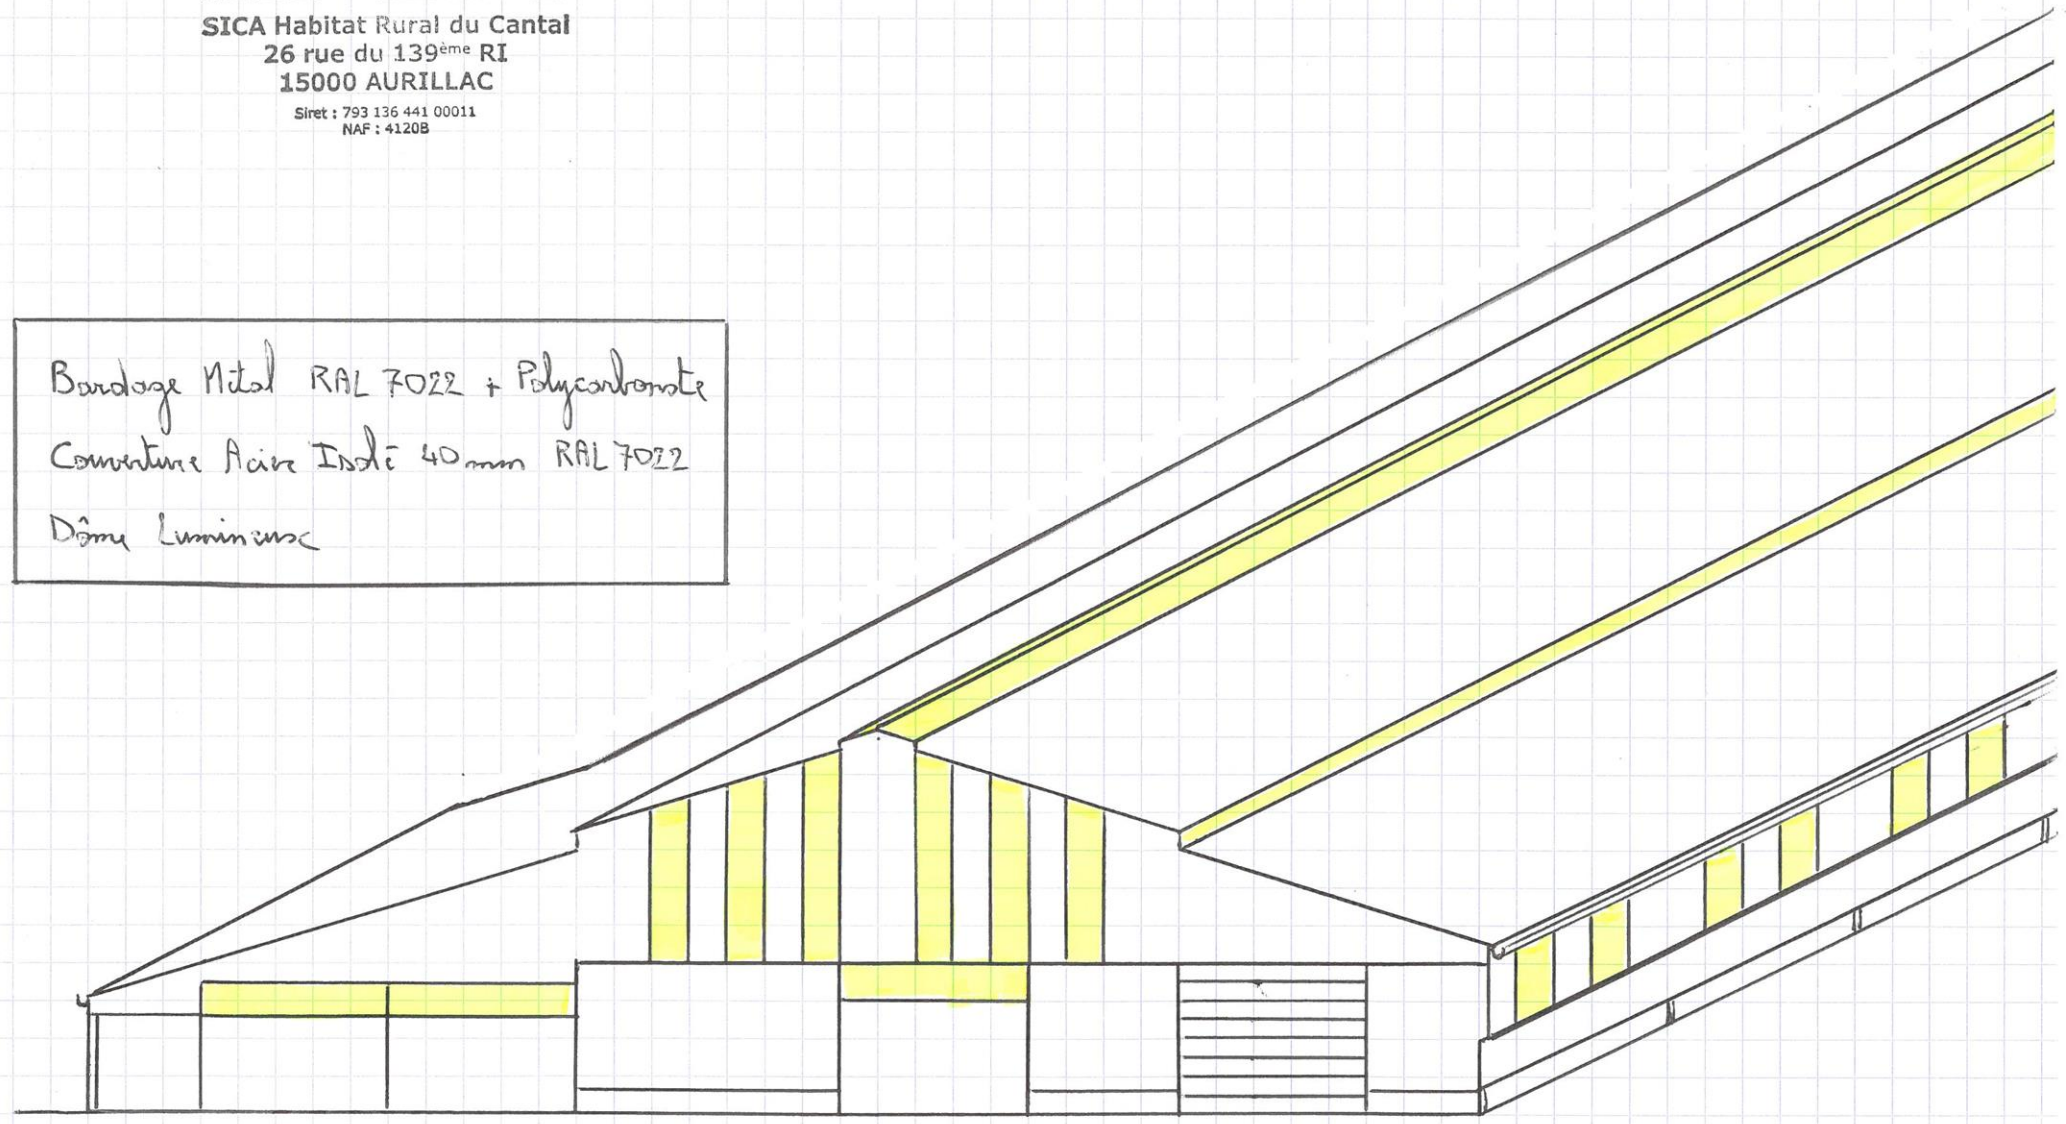 SICA Habitat Rural du Cantal
26 rue du 139ème RI
15000 AURILLAC
Siret : 793 136 441 00011
NAF : 4120B
Bardage Métal RAL 7022 + Polycarbonate
Couverture Acier Isolé 40mm RAL 7022
Dôme Lumineux